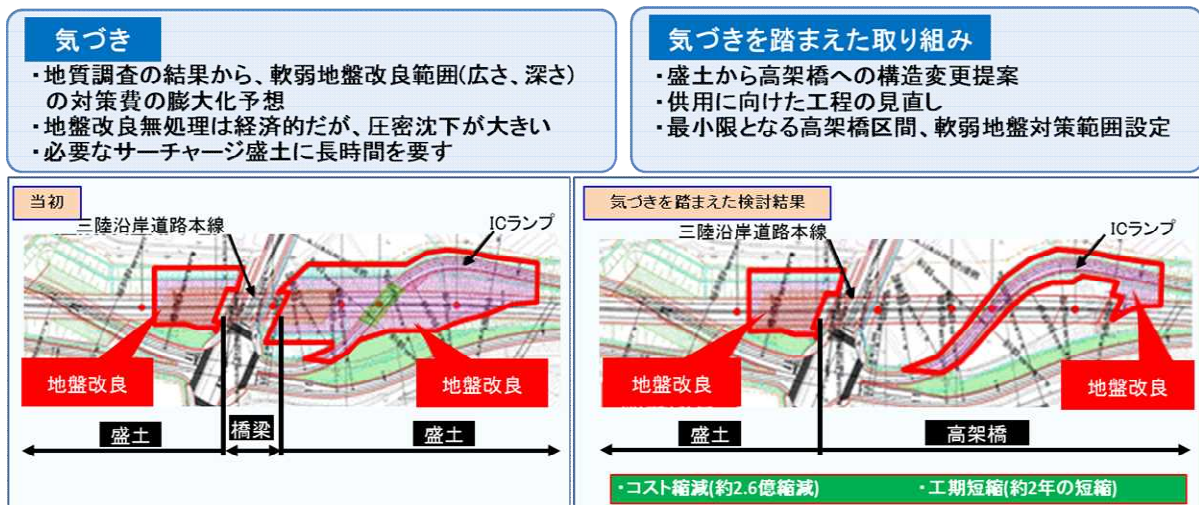 気づき
・地質調査の結果から、軟弱地盤改良範囲(広さ、深さ)
の対策費の膨大化予想
・地盤改良無処理は経済的だが、圧密沈下が大きい
・必要なサーチャージ盛土に長時間を要す
気づきを踏まえた取り組み
・盛土から高架橋への構造変更提案
・供用に向けた工程の見直し
・最小限となる高架橋区間、軟弱地盤対策範囲設定
当初
三陸沿岸道路本線
ICランプ
地盤改良
地盤改良
盛土
橋梁
盛土
気づきを踏まえた検討結果
三陸沿岸道路本線
ICランプ
地盤改良
地盤改良
盛土
高架橋
・コスト縮減(約2.6億縮減)
・工期短縮(約2年の短縮)